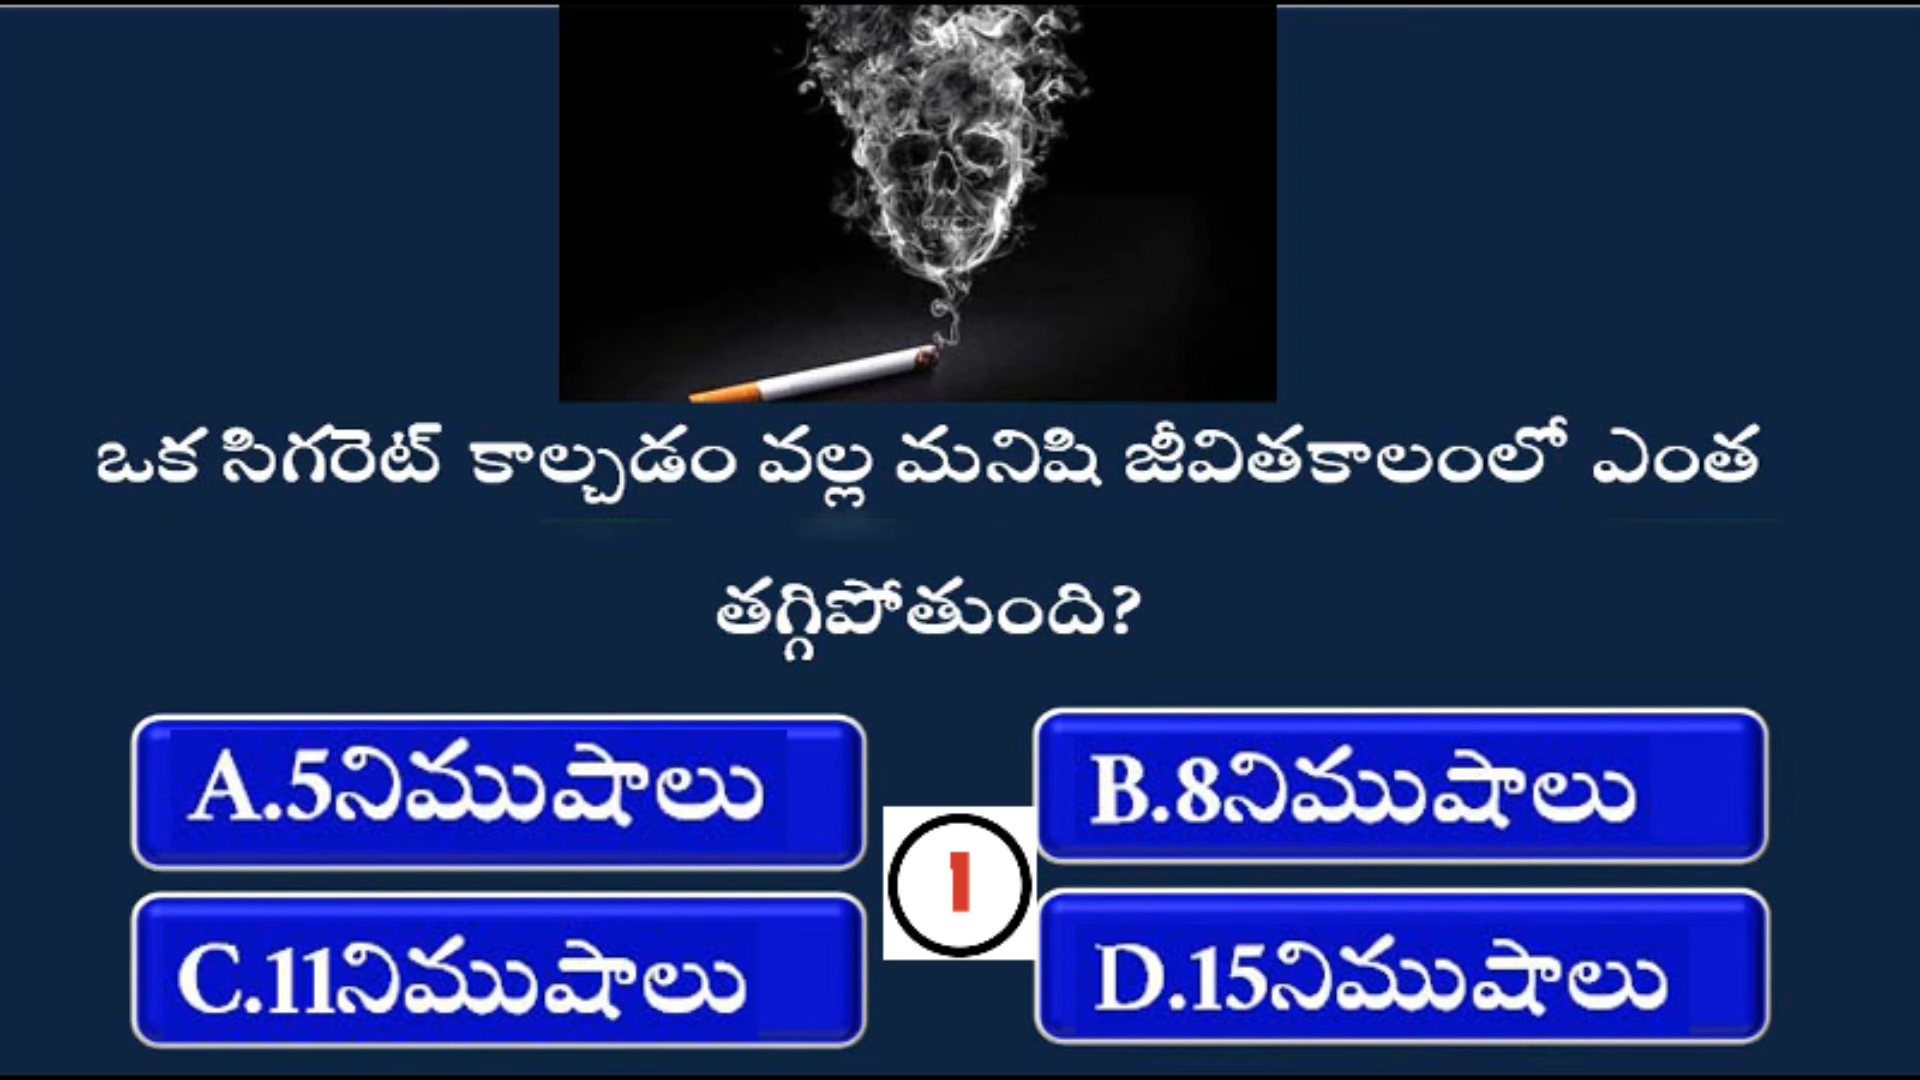 ఒక సిగరెట్ కాల్చడం వల్ల మనిషి జీవితకాలంలో ఎంత
తగ్గిపోతుంది?
A.5నిముషాలు
B.8నిముషాలు
1
C.11నిముషాలు
D.15నిముషాలు